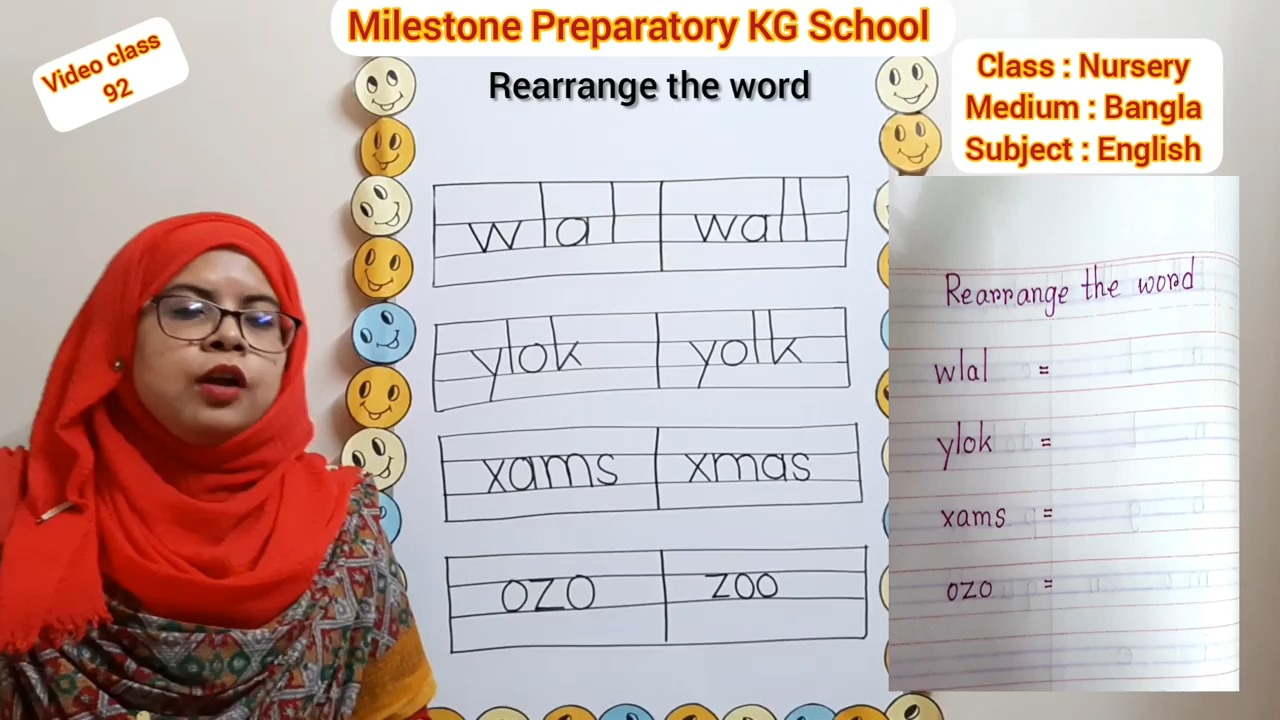 Milestone Preparatory KG School
Video class
92
Rearrange the word
Class : Nursery
Medium : Bangla
Subject : English
wlal wall
ylok yolk
xams xmas
ozo zoo
Rearrange the word
wlal =
ylok =
xams =
ozo =